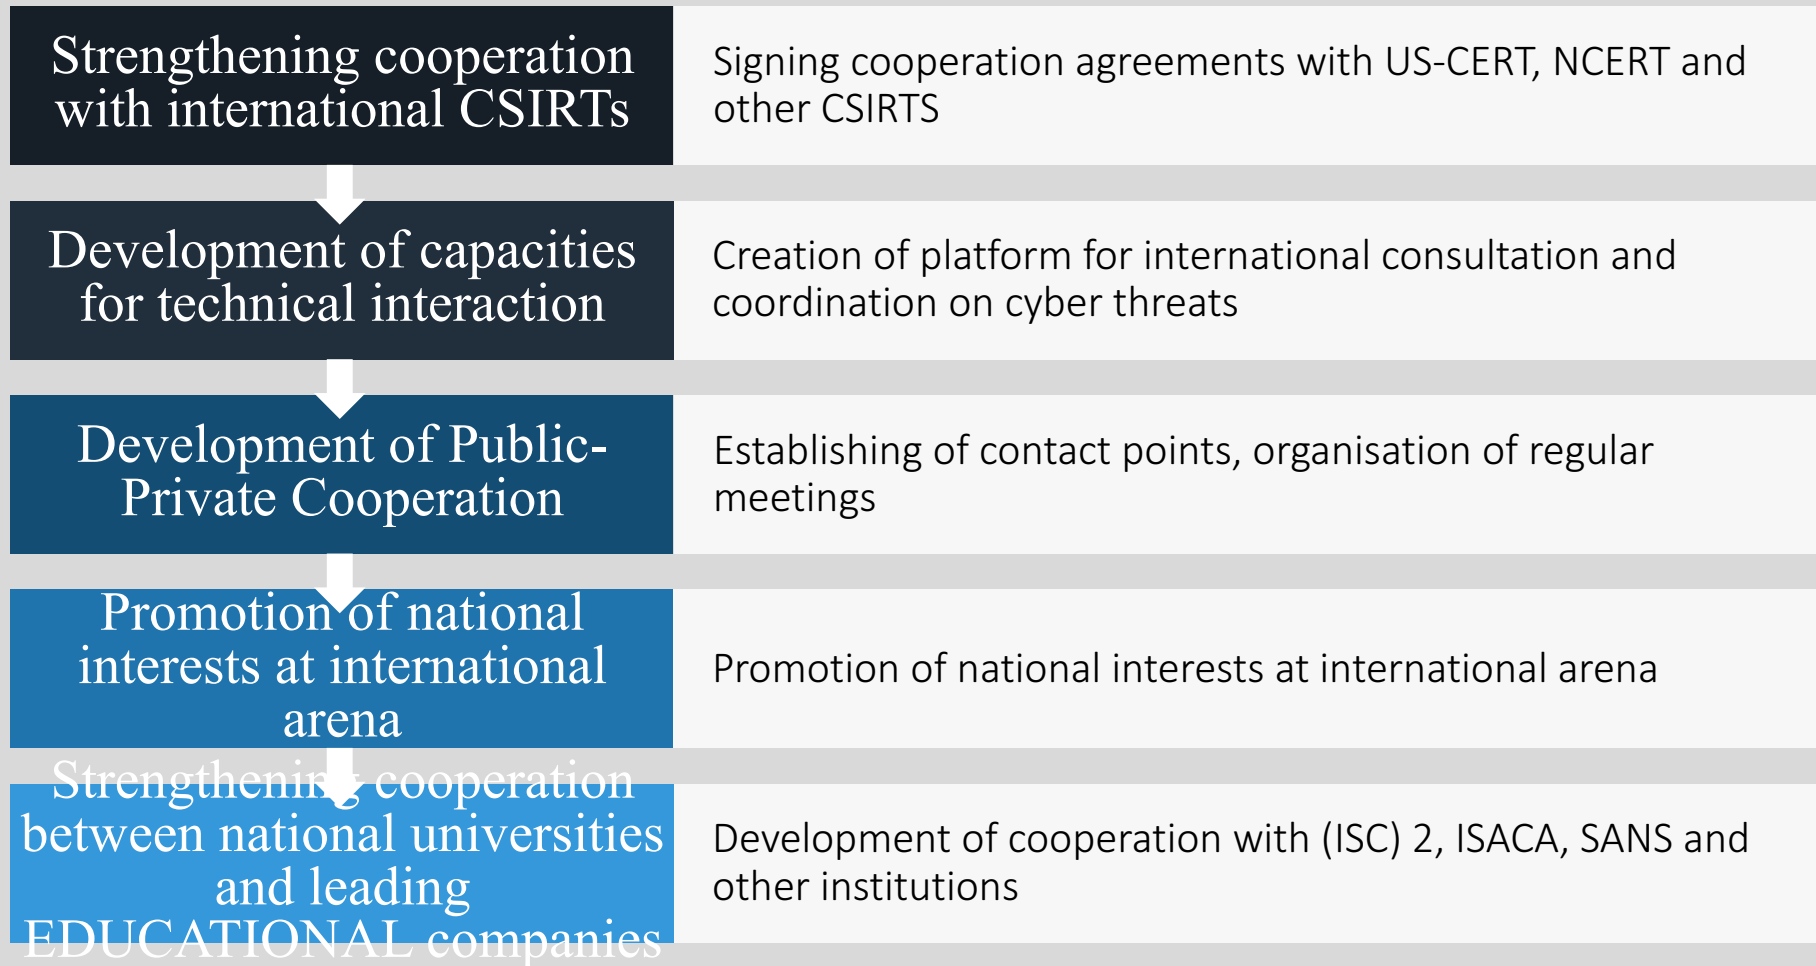 Strengthening cooperation
with international CSIRTs
Signing cooperation agreements with US-CERT, NCERT and
other CSIRTS
Development of capacities
for technical interaction
Creation of platform for international consultation and
coordination on cyber threats
Development of Public-
Private Cooperation
Establishing of contact points, organisation of regular
meetings
Promotion of national
interests at international
arena
Promotion of national interests at international arena
Strengthening cooperation
between national universities
and leading
EDUCATIONAL companies
Development of cooperation with (ISC) 2, ISACA, SANS and
other institutions